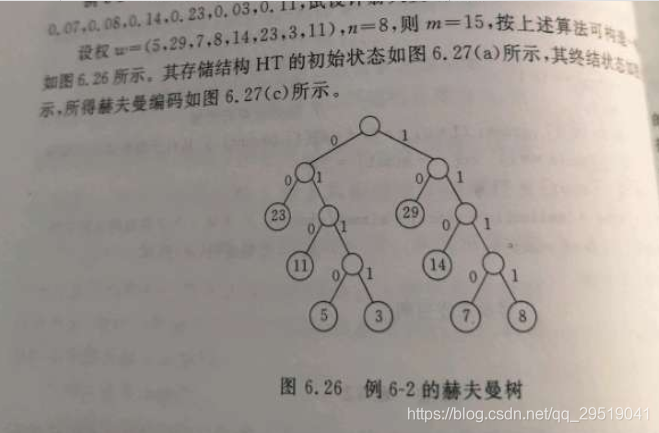 0.07,0.08,0.14,0.23,0.03,0.11,
设权 w=(5,29,7,8,14,23,3,11),n=8,则 m=15,按上述算法可构造
如图 6.26 所示。其存储结构 HT 的初始状态如图 6.27(a)所示,其终结状态
示,所得赫夫曼编码如图 6.27(c)所示。
0 1
0 1 0 1
23 0 1 29 0 1
11 0 1 14 0 1
5 3 7 8
图 6.26 例 6-2 的赫夫曼树
https://blog.csdn.net/qq_29519041